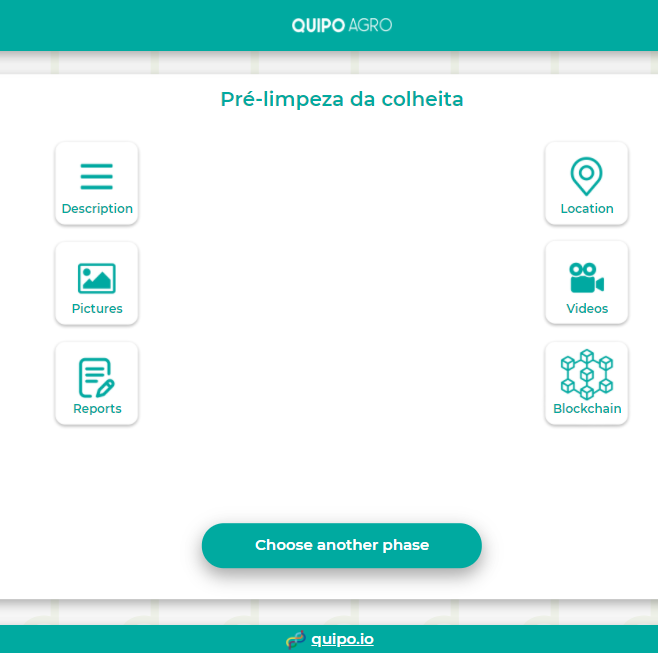 QUIPO AGRO
Pré-limpeza da colheita
Description
Location
Pictures
Videos
Reports
Blockchain
Choose another phase
quipo.io